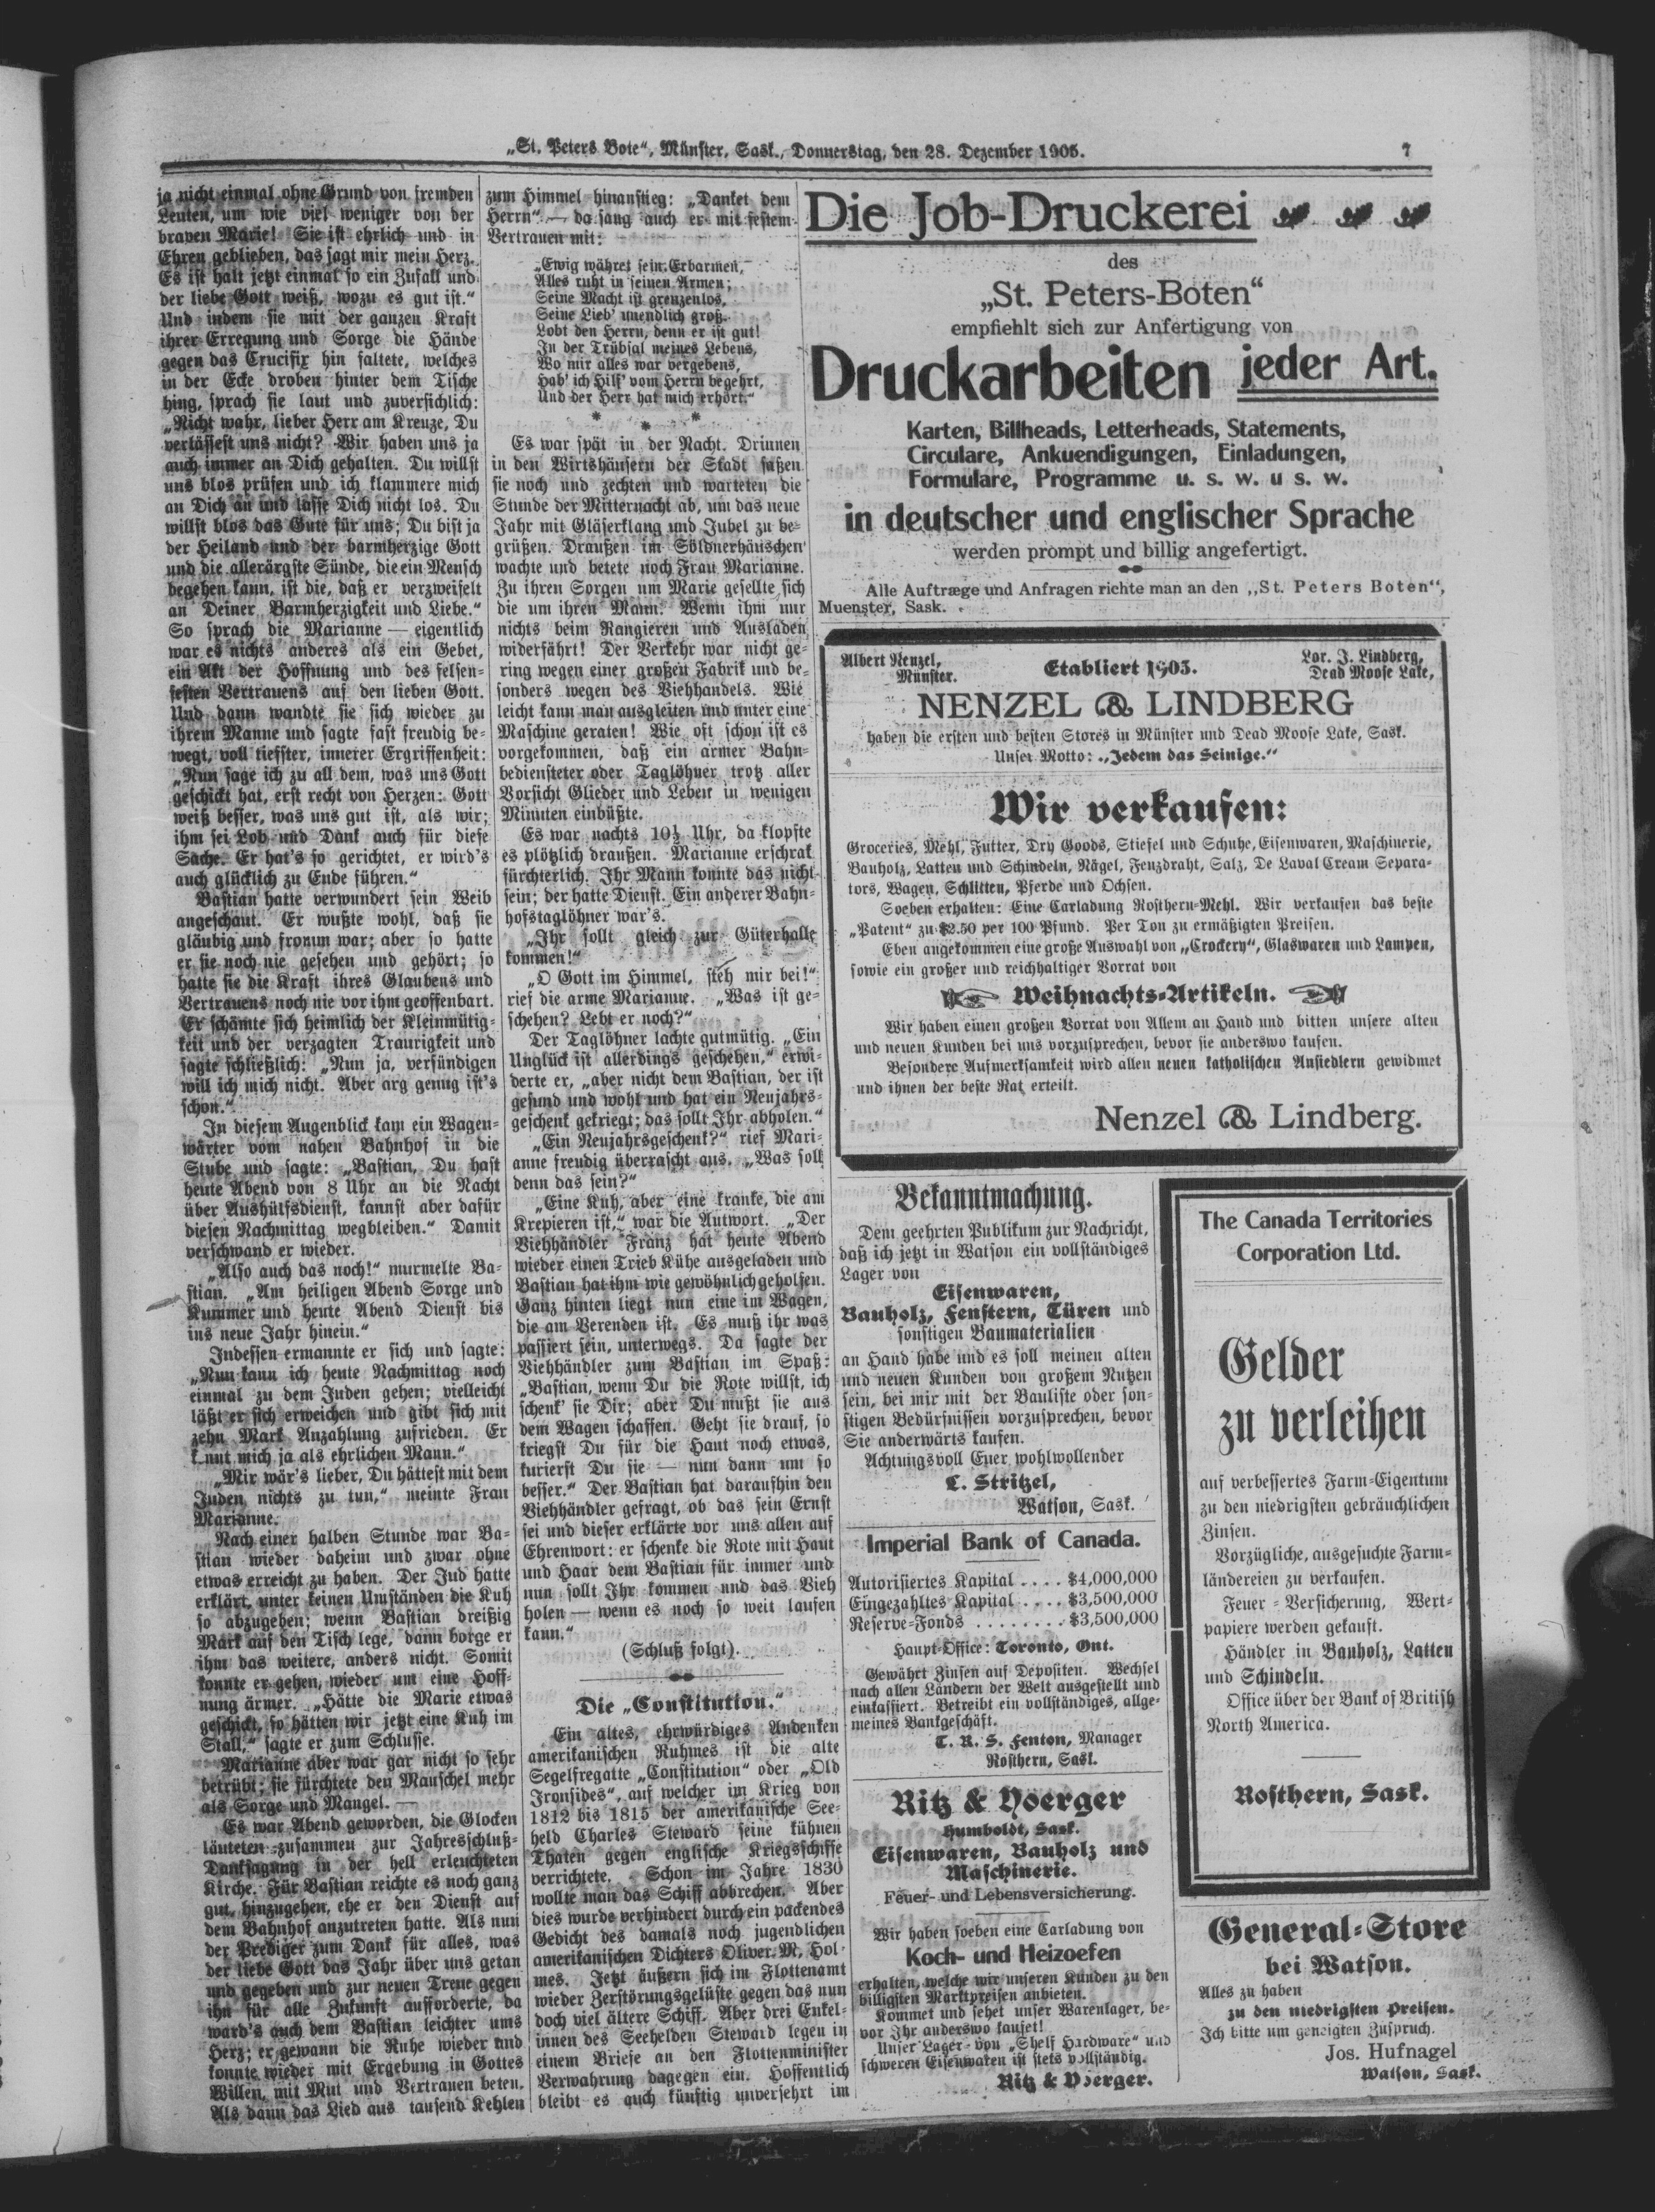 „St. Peters Bote“, Münster, Sask., Donnerstag, den 28. Dezember 1905.
7
ja nicht einmal ohne Grund von fremden
Leuten, um wie viel weniger von der
braven Marie! Sie ist ehrlich und in
Ehren geblieben, das sagt mir mein Herz.
Es ist halt jetzt einmal so ein Zufall und
der liebe Gott weiß, wozu es gut ist.“
Und indem sie mit der ganzen Kraft
ihrer Erregung und Sorge die Hände
gegen das Crucifix hin faltete, welches
in der Ecke droben hinter dem Tische
hing, sprach sie laut und zuversichlich:
„Nicht wahr, lieber Herr am Kreuze, Du
verlässest uns nicht? Wir haben uns ja
auch immer an Dich gehalten. Du willst
uns blos prüfen und ich klammere mich
an Dich an und lasse Dich nicht los. Du
willst blos das Gute für uns; Du bist ja
der Heiland und der barmherzige Gott
und die allerärgste Sünde, die ein Mensch
begehen kann, ist die, daß er verzweifelt
an Deiner Barmherzigkeit und Liebe.“
So sprach die Marianne — eigentlich
war es nichts anderes als ein Gebet,
ein Akt der Hoffnung und des felsen-
festen Vertrauens auf den lieben Gott.
Und dann wandte sie sich wieder zu
ihrem Manne und sagte fast freudig be-
wegt, voll tiefster, innerer Ergriffenheit:
„Nun sage ich zu all dem, was uns Gott
geschickt hat, erst recht von Herzen: Gott
weiß besser, was uns gut ist, als wir;
ihm sei Lob und Dank auch für diese
Sache. Er hat's so gerichtet, er wird's
auch glücklich zu Ende führen.“
Bastian hatte verwundert sein Weib
angeschaut. Er wußte wohl, daß sie
gläubig und fromm war; aber so hatte
er sie noch nie gesehen und gehört; so
hatte sie die Kraft ihres Glaubens und
Vertrauens noch nie vor ihm geoffenbart.
Er schämte sich heimlich der Kleinmütig-
keit und der verzagten Traurigkeit und
sagte schließlich: „Nun ja, versündigen
will ich mich nicht. Aber arg genug ist's
schon.“
In diesem Augenblick kam ein Wagen-
wärter vom nahen Bahnhof in die
Stube und sagte: „Bastian, Du hast
heute Abend von 8 Uhr an die Nacht
über Aushülfsdienst, kannst aber dafür
diesen Nachmittag wegbleiben.“ Damit
verschwand er wieder.
„Also auch das noch!“ murmelte Ba-
stian. „Am heiligen Abend Sorge und
Kummer und heute Abend Dienst bis
ins neue Jahr hinein.“
Indessen ermannte er sich und sagte:
„Nun kann ich heute Nachmittag noch
einmal zu dem Juden gehen; vielleicht
läßt er sich erweichen und gibt sich mit
zehn Mark Anzahlung zufrieden. Er
k nnt mich ja als ehrlichen Mann.“
„Mir wär's lieber, Du hättest mit dem
Juden nichts zu tun,“ meinte Frau
Marianne.
Nach einer halben Stunde war Ba-
stian wieder daheim und zwar ohne
etwas erreicht zu haben. Der Jud hatte
erklärt, unter keinen Umständen die Kuh
so abzugeben; wenn Bastian dreißig
Mark auf den Tisch lege, dann borge er
ihm das weitere, anders nicht. Somit
konnte er gehen, wieder um eine Hoff-
nung ärmer. „Hätte die Marie etwas
geschickt, so hätten wir jetzt eine Kuh im
Stall,“ sagte er zum Schlusse.
Marianne aber war gar nicht so sehr
betrübt; sie fürchtete den Mauschel mehr
als Sorge und Mangel. —
Es war Abend geworden, die Glocken
läuteten zusammen zur Jahresschluß-
Danksagung in der hell erleuchteten
Kirche. Für Bastian reichte es noch ganz
gut, hinzugehen, ehe er den Dienst auf
dem Bahnhof anzutreten hatte. Als nun
der Prediger zum Dank für alles, was
der liebe Gott das Jahr über uns getan
und gegeben und zur neuen Treue gegen
ihn für alle Zukunft aufforderte, da
ward's auch dem Bastian leichter ums
Herz; er gewann die Ruhe wieder und
konnte wieder mit Ergebung in Gottes
Willen, mit Mut und Vertrauen beten.
Als dann das Lied aus tausend Kehlen
zum Himmel hinanstieg: „Danket dem
Herrn“ — da sang auch er mit festem
Vertrauen mit:
„Ewig währet sein Erbarmen,
Alles ruht in seinen Armen;
Seine Macht ist grenzenlos,
Seine Lieb' unendlich groß.
Lobt den Herrn, denn er ist gut!
In der Trübsal meines Lebens,
Wo mir alles war vergebens,
Hab' ich Hilf' vom Herrn begehrt,
Und der Herr hat mich erhört.“
* * *
Es war spät in der Nacht. Drinnen
in den Wirtshäusern der Stadt saßen
sie noch und zechten und warteten die
Stunde der Mitternacht ab, um das neue
Jahr mit Gläserklang und Jubel zu be-
grüßen. Draußen im Söldnerhäuschen
wachte und betete noch Frau Marianne.
Zu ihren Sorgen um Marie gesellte sich
die um ihren Mann. Wenn ihm nur
nichts beim Rangieren und Ausladen
widerfährt! Der Verkehr war nicht ge-
ring wegen einer großen Fabrik und be-
sonders wegen des Viehhandels. Wie
leicht kann man ausgleiten und unter eine
Maschine geraten! Wie oft schon ist es
vorgekommen, daß ein armer Bahn-
bediensteter oder Taglöhner trotz aller
Vorsicht Glieder und Leben in wenigen
Minuten einbüßte.
Es war nachts 10½ Uhr, da klopfte
es plötzlich draußen. Marianne erschrak
fürchterlich. Ihr Mann konnte das nicht
sein; der hatte Dienst. Ein anderer Bahn-
hofstaglöhner war's.
„Ihr sollt gleich zur Güterhalle
kommen!“
„O Gott im Himmel, steh mir bei!“
rief die arme Marianne. „Was ist ge-
schehen? Lebt er noch?“
Der Taglöhner lachte gutmütig. „Ein
Unglück ist allerdings geschehen,“ erwi-
derte er, „aber nicht dem Bastian, der ist
gesund und wohl und hat ein Neujahrs-
geschenk gekriegt; das sollt Ihr abholen.“
„Ein Neujahrsgeschenk?“ rief Mari-
anne freudig überrascht aus. „Was soll
denn das sein?“
„Eine Kuh, aber eine kranke, die am
Krepieren ist,“ war die Antwort. „Der
Viehhändler Franz hat heute Abend
wieder einen Trieb Kühe ausgeladen und
Bastian hat ihm wie gewöhnlich geholfen.
Ganz hinten liegt nun eine im Wagen,
die am Verenden ist. Es muß ihr was
passiert sein, unterwegs. Da sagte der
Viehhändler zum Bastian im Spaß:
„Bastian, wenn Du die Rote willst, ich
schenk' sie Dir; aber Du mußt sie aus
dem Wagen schaffen. Geht sie drauf, so
kriegst Du für die Haut noch etwas,
kurierst Du sie — nun dann um so
besser.“ Der Bastian hat daraufhin den
Viehhändler gefragt, ob das sein Ernst
sei und dieser erklärte vor uns allen auf
Ehrenwort: er schenke die Rote mit Haut
und Haar dem Bastian für immer und
nun sollt Ihr kommen und das Vieh
holen — wenn es noch so weit laufen
kann.“
(Schluß folgt).
Die „Constitution.“
Ein altes, ehrwürdiges Andenken
amerikanischen Ruhmes ist die alte
Segelfregatte „Constitution“ oder „Old
Ironsides“, auf welcher im Krieg von
1812 bis 1815 der amerikanische See-
held Charles Steward seine kühnen
Thaten gegen englische Kriegsschiffe
verrichtete. Schon im Jahre 1830
wollte man das Schiff abbrechen. Aber
dies wurde verhindert durch ein packendes
Gedicht des damals noch jugendlichen
amerikanischen Dichters Oliver M. Hol-
mes. Jetzt äußern sich im Flottenamt
wieder Zerstörungsgelüste gegen das nun
doch viel ältere Schiff. Aber drei Enkel-
innen des Seehelden Steward legen in
einem Briefe an den Flottenminister
Verwahrung dagegen ein. Hoffentlich
bleibt es auch künftig unversehrt im
Die Job-Druckerei
des
„St. Peters-Boten“
empfiehlt sich zur Anfertigung von
Druckarbeiten jeder Art.
Karten, Billheads, Letterheads, Statements,
Circulare, Ankuendigungen, Einladungen,
Formulare, Programme u. s. w. u s. w.
in deutscher und englischer Sprache
werden prompt und billig angefertigt.
Alle Auftræge und Anfragen richte man an den ,,St. Peters Boten“,
Muenster, Sask.
Albert Nenzel,
Münster.
Etabliert 1903.
Lor. J. Lindberg,
Dead Moose Lake,
NENZEL & LINDBERG
haben die ersten und besten Stores in Münster und Dead Moose Lake, Sask.
Unser Motto: „Jedem das Seinige.“
Wir verkaufen:
Groceries, Mehl, Futter, Dry Goods, Stiefel und Schuhe, Eisenwaren, Maschinerie,
Bauholz, Latten und Schindeln, Nägel, Fenzdraht, Salz, De Laval Cream Separa-
tors, Wagen, Schlitten, Pferde und Ochsen.
Soeben erhalten: Eine Carladung Rosthern-Mehl. Wir verkaufen das beste
„Patent“ zu $2.50 per 100 Pfund. Per Ton zu ermäßigten Preisen.
Eben angekommen eine große Auswahl von „Crockery“, Glaswaren und Lampen,
sowie ein großer und reichhaltiger Vorrat von
Weihnachts-Artikeln.
Wir haben einen großen Vorrat von Allem an Hand und bitten unsere alten
und neuen Kunden bei uns vorzusprechen, bevor sie anderswo kaufen.
Besondere Aufmerksamkeit wird allen neuen katholischen Ansiedlern gewidmet
und ihnen der beste Rat erteilt.
Nenzel & Lindberg.
Bekanntmachung.
Dem geehrten Publikum zur Nachricht,
daß ich jetzt in Watson ein vollständiges
Lager von
Eisenwaren,
Bauholz, Fenstern, Türen und
sonstigen Baumaterialien
an Hand habe und es soll meinen alten
und neuen Kunden von großem Nutzen
sein, bei mir mit der Bauliste oder son-
stigen Bedürfnissen vorzusprechen, bevor
Sie anderwärts kaufen.
Achtungsvoll Euer wohlwollender
C. Stritzel,
Watson, Sask.
Imperial Bank of Canada.
Autorisiertes Kapital . . . . $4,000,000
Eingezahltes Kapital . . . . $3,500,000
Reserve-Fonds . . . . . . . . $3,500,000
Haupt-Office: Toronto, Ont.
Gewährt Zinsen auf Depositen. Wechsel
nach allen Ländern der Welt ausgestellt und
einkassiert. Betreibt ein vollständiges, allge-
meines Bankgeschäft.
T. R. S. Fenton, Manager
Rosthern, Sask.
Ritz & Yoerger
Humboldt, Sask.
Eisenwaren, Bauholz und
Maschinerie.
Feuer- und Lebensversicherung.
Wir haben soeben eine Carladung von
Koch- und Heizoefen
erhalten, welche wir unseren Kunden zu den
billigsten Marktpreisen anbieten.
Kommet und sehet unser Warenlager, be-
vor Ihr anderswo kaufet!
Unser Lager von „Shelf Hardware“ und
schweren Eisenwaren ist stets vollständig.
Ritz & Yoerger.
The Canada Territories
Corporation Ltd.
Gelder
zu verleihen
auf verbessertes Farm-Eigentum
zu den niedrigsten gebräuchlichen
Zinsen.
Vorzügliche, ausgesuchte Farm-
ländereien zu verkaufen.
Feuer-Versicherung, Wert-
papiere werden gekauft.
Händler in Bauholz, Latten
und Schindeln.
Office über der Bank of British
North America.
Rosthern, Sask.
General-Store
bei Watson.
Alles zu haben
zu den niedrigsten Preisen.
Ich bitte um geneigten Zuspruch.
Jos. Hufnagel
Watson, Sask.